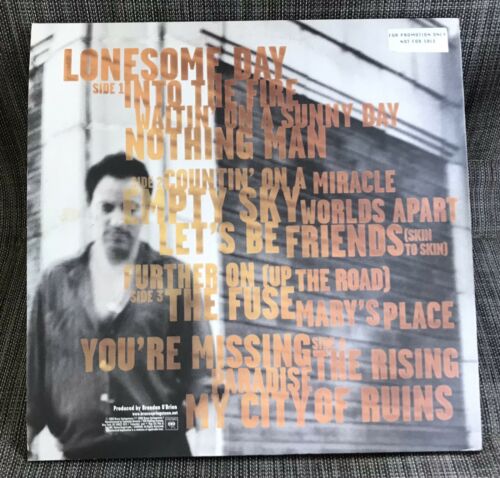 FOR PROMOTION ONLY
NOT FOR SALE
LONESOME DAY
SIDE 1 INTO THE FIRE
WAITIN' ON A SUNNY DAY
NOTHING MAN
SIDE 2 COUNTIN' ON A MIRACLE
EMPTY SKY WORLDS APART
LET'S BE FRIENDS (SKIN
TO SKIN)
FURTHER ON (UP THE ROAD)
SIDE 3 THE FUSE MARY'S PLACE
YOU'RE MISSING THE RISING
PARADISE
MY CITY OF RUINS
Produced by Brendan O'Brien
www.brucespringsteen.net